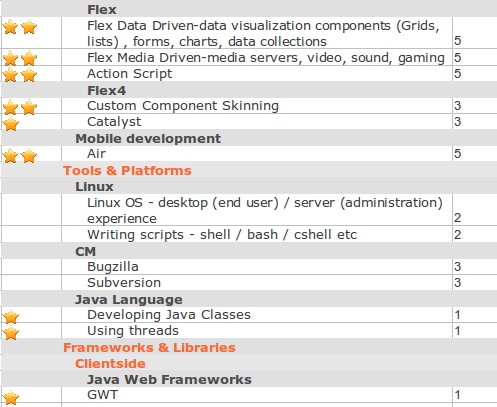 Flex
Flex Data Driven-data visualization components (Grids,
lists) , forms, charts, data collections 5
Flex Media Driven-media servers, video, sound, gaming 5
Action Script 5
Flex4
Custom Component Skinning 3
Catalyst 3
Mobile development
Air 5
Tools & Platforms
Linux
Linux OS - desktop (end user) / server (administration)
experience 2
Writing scripts - shell / bash / cshell etc 2
CM
Bugzilla 3
Subversion 3
Java Language
Developing Java Classes 1
Using threads 1
Frameworks & Libraries
Clientside
Java Web Frameworks
GWT 1